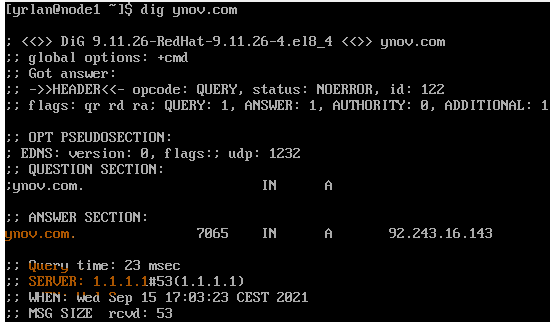 [yrlan@node1 ~]$ dig ynov.com
; <<>> DiG 9.11.26-RedHat-9.11.26-4.el8_4 <<>> ynov.com
;; global options: +cmd
;; Got answer:
;; ->>HEADER<<- opcode: QUERY, status: NOERROR, id: 122
;; flags: qr rd ra; QUERY: 1, ANSWER: 1, AUTHORITY: 0, ADDITIONAL: 1
;; OPT PSEUDOSECTION:
; EDNS: version: 0, flags:; udp: 1232
;; QUESTION SECTION:
;ynov.com. IN A
;; ANSWER SECTION:
ynov.com. 7065 IN A 92.243.16.143
;; Query time: 23 msec
;; SERVER: 1.1.1.1#53(1.1.1.1)
;; WHEN: Wed Sep 15 17:03:23 CEST 2021
;; MSG SIZE rcvd: 53